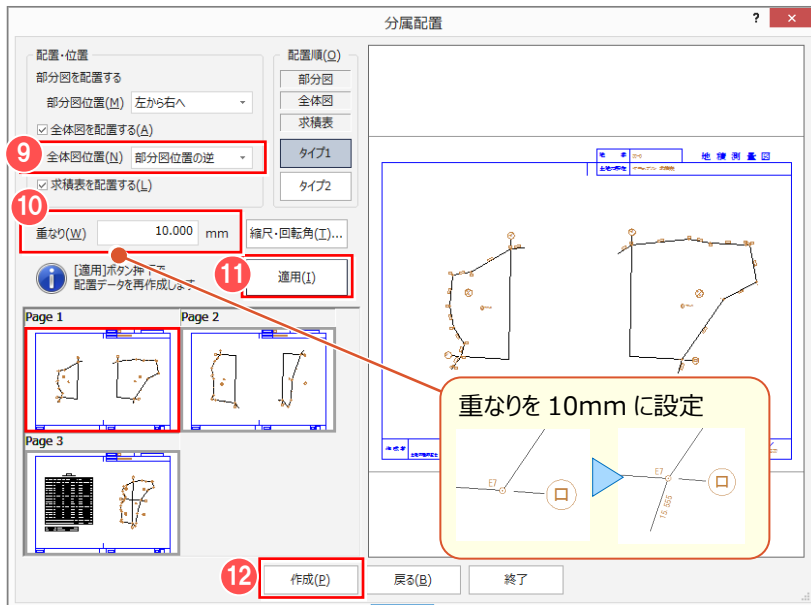 分属配置
?
×
配置・位置
部分図を配置する
部分図位置(M) 左から右へ
全体図を配置する(A)
9
全体図位置(N) 部分図位置の逆
求積表を配置する(L)
配置順(O)
部分図
全体図
求積表
タイプ1
タイプ2
10
重なり(W) 10.000 mm
縮尺・回転角(T)...
[適用]ボタン押下で
配置データを再作成します
11
適用(I)
Page 1
Page 2
Page 3
地積測量図
重なりを 10mm に設定
E7
ロ
E7
ロ
15.555
12
作成(P)
戻る(B)
終了